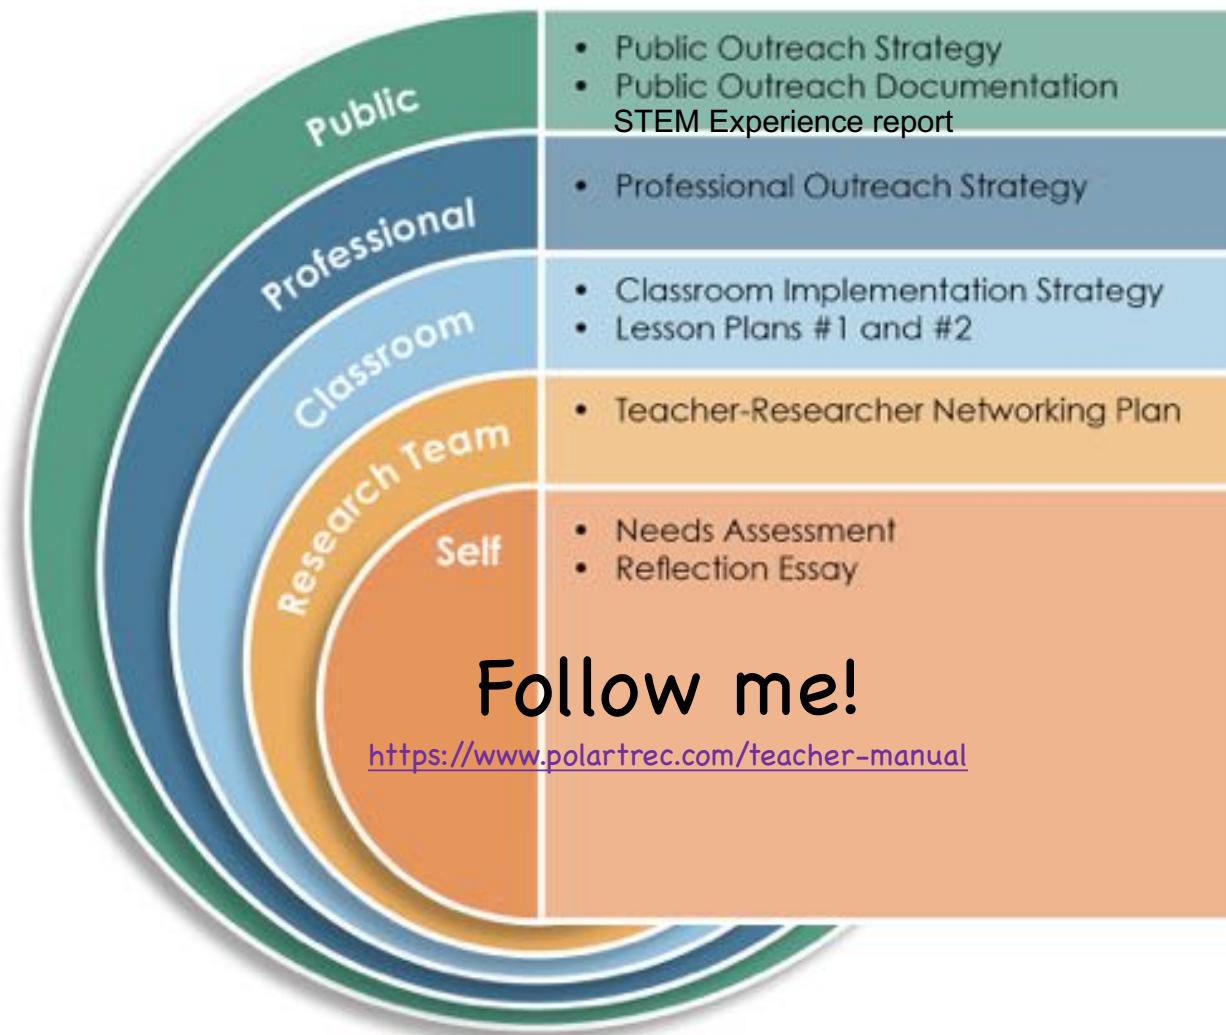 Public
• Public Outreach Strategy
• Public Outreach Documentation
STEM Experience report
Professional
• Professional Outreach Strategy
Classroom
• Classroom Implementation Strategy
• Lesson Plans #1 and #2
Research Team
• Teacher-Researcher Networking Plan
Self
• Needs Assessment
• Reflection Essay
Follow me!
https://www.polartrec.com/teacher-manual